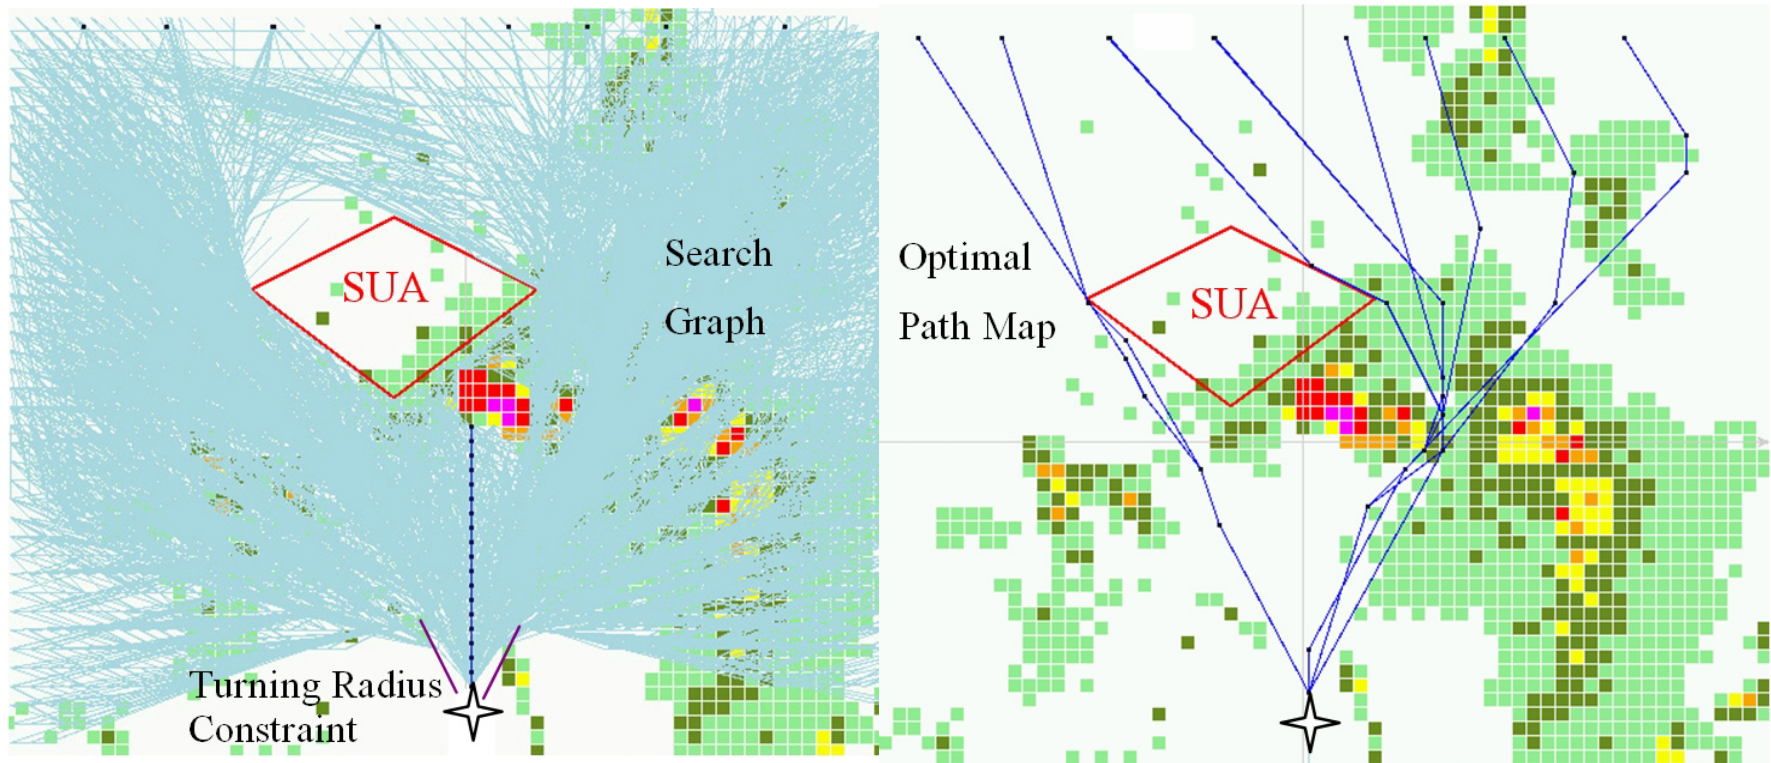 SUA
Search
Graph
Turning Radius
Constraint
Optimal
Path Map
SUA